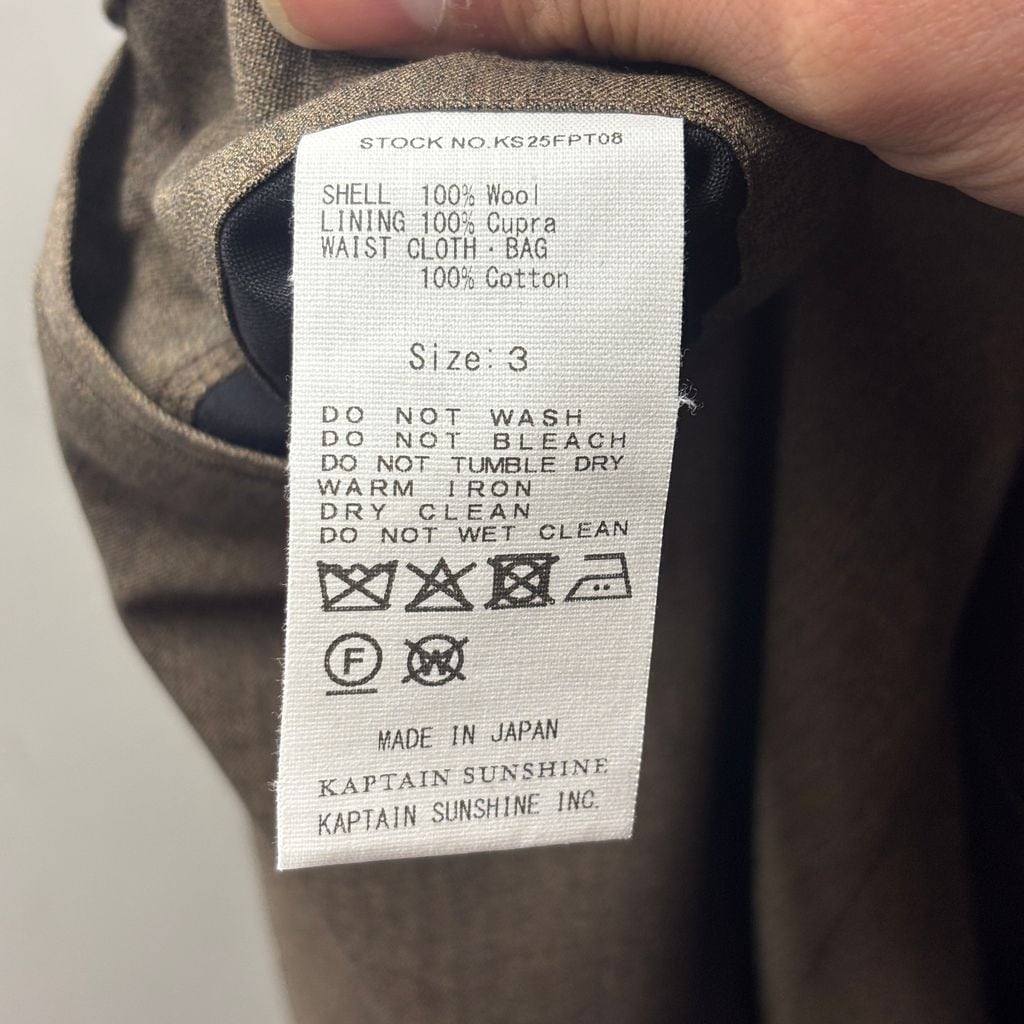 STOCK NO.KS25FPT08
SHELL 100% Wool
LINING 100% Cupra
WAIST CLOTH・BAG
100% Cotton
Size: 3
DO NOT WASH
DO NOT BLEACH
DO NOT TUMBLE DRY
WARM IRON
DRY CLEAN
DO NOT WET CLEAN
F W
MADE IN JAPAN
KAPTAIN SUNSHINE
KAPTAIN SUNSHINE INC.